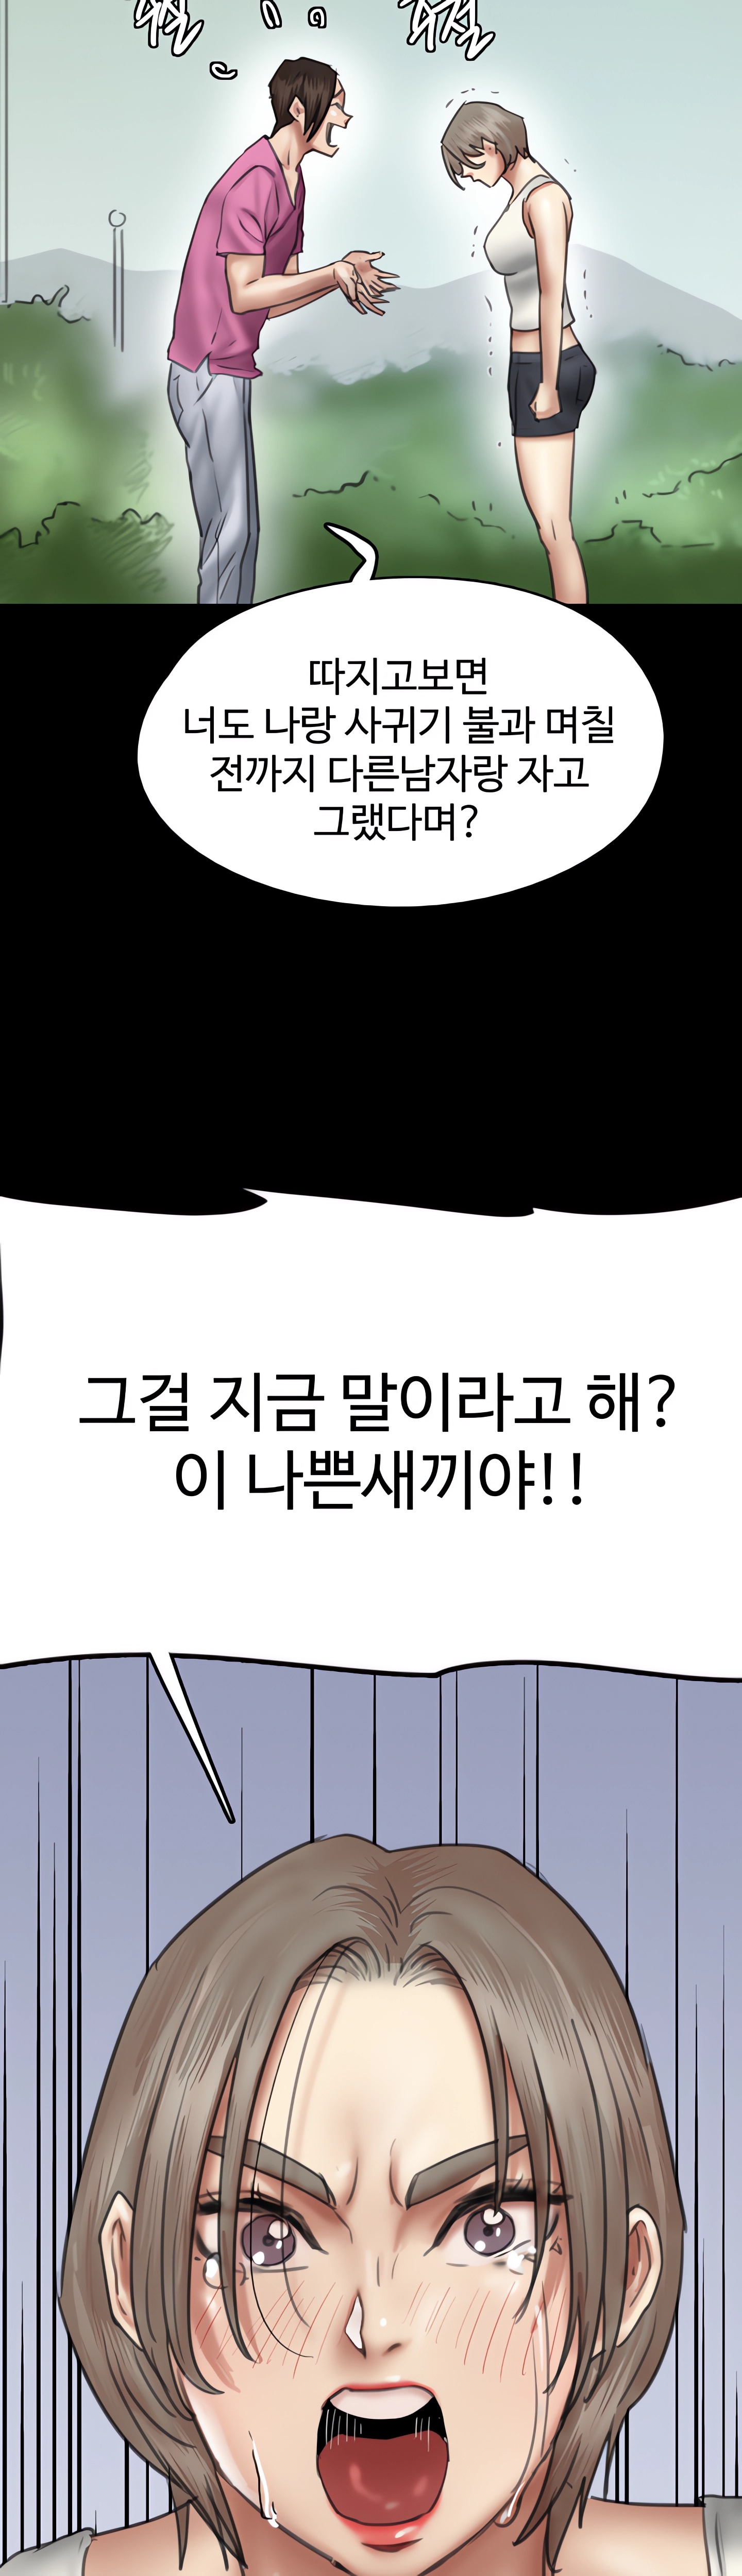 따지고보면
너도 나랑 사귀기 불과 며칠
전까지 다른남자랑 자고
그랬다며?
그걸 지금 말이라고 해?
이 나쁜새끼야!!